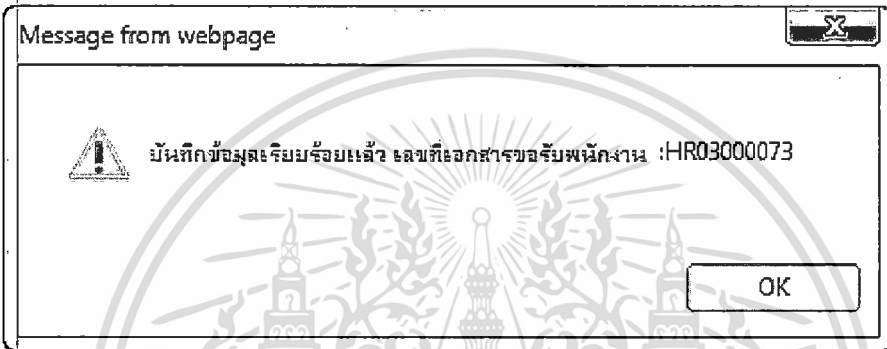 Message from webpage
บันทึกข้อมูลเรียบร้อยแล้ว เลขที่เอกสารขอรับพนักงาน :HR03000073
OK